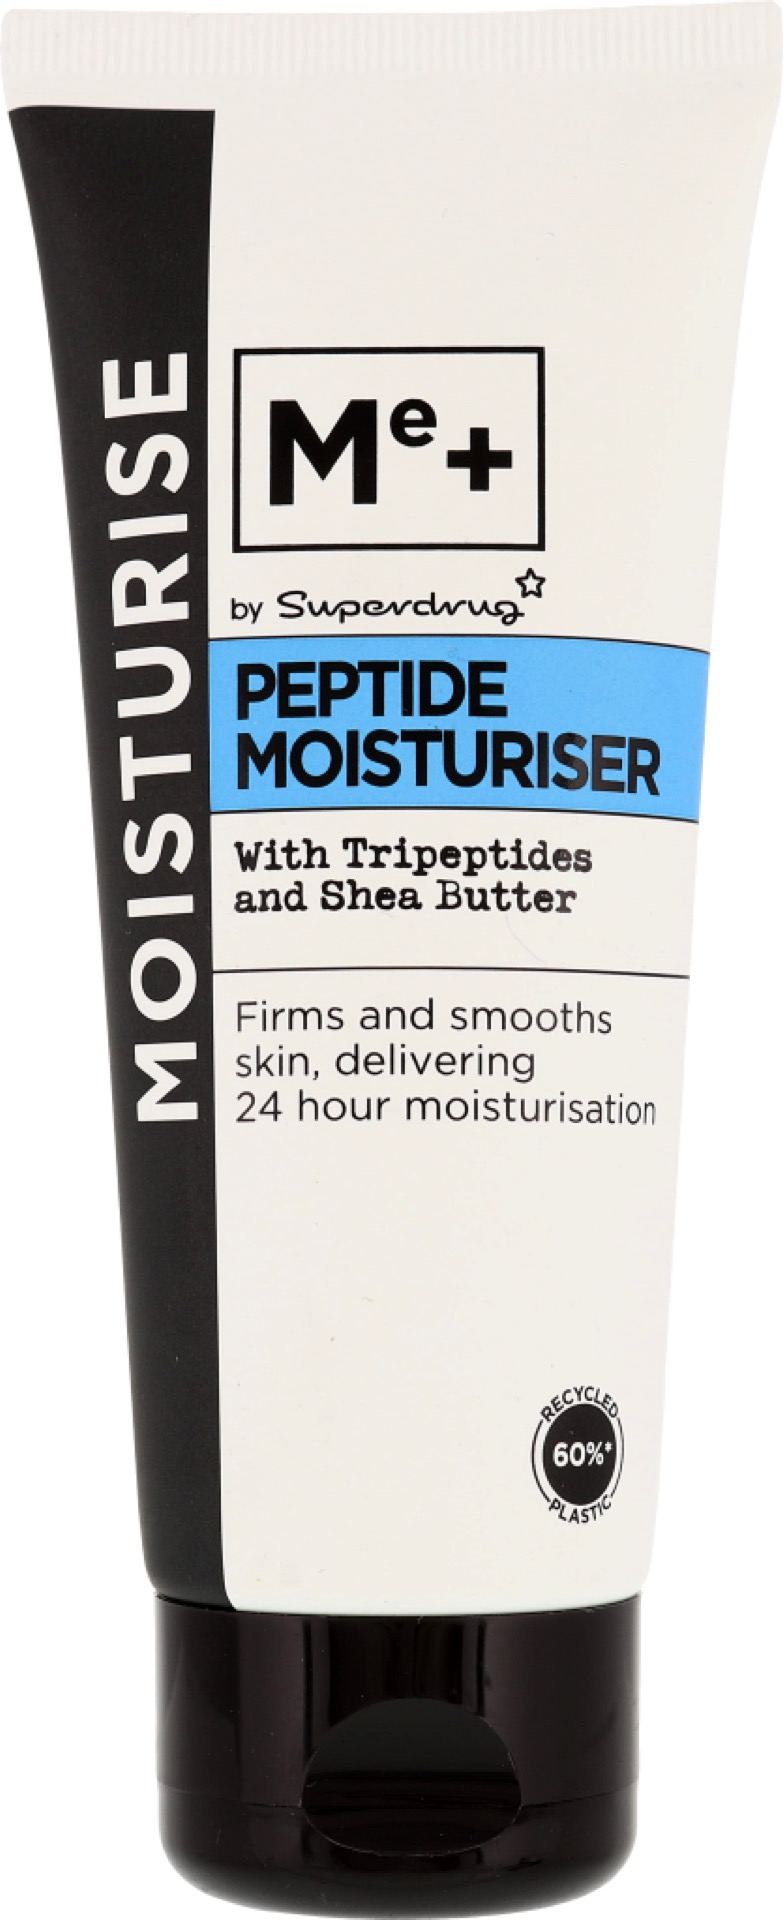 MOISTURISE
Me+
by Superdrug
PEPTIDE
MOISTURISER
With Tripeptides
and Shea Butter
Firms and smooths
skin, delivering
24 hour moisturisation
RECYCLED
60%*
PLASTIC